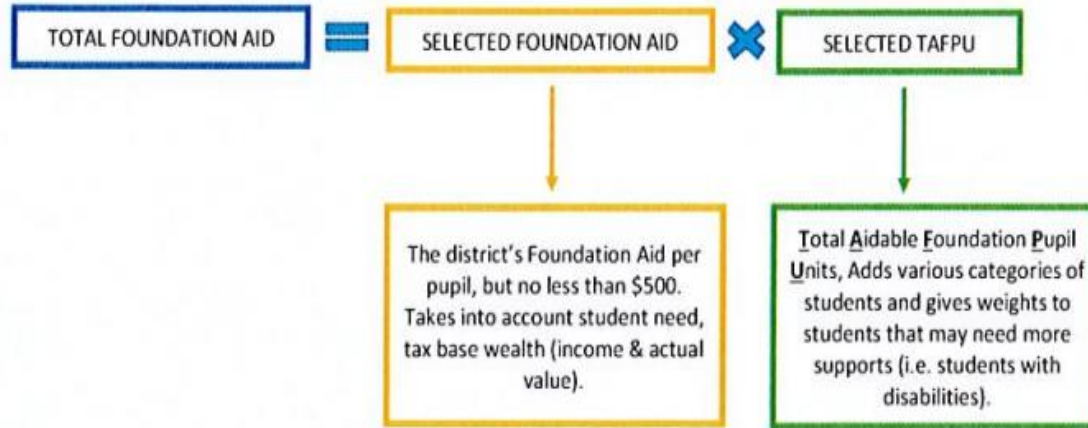 TOTAL FOUNDATION AID
SELECTED FOUNDATION AID
SELECTED TAFPU
The district's Foundation Aid per
pupil, but no less than $500.
Takes into account student need,
tax base wealth (income & actual
value).
Total Aidable Foundation Pupil
Units, Adds various categories of
students and gives weights to
students that may need more
supports (i.e. students with
disabilities).